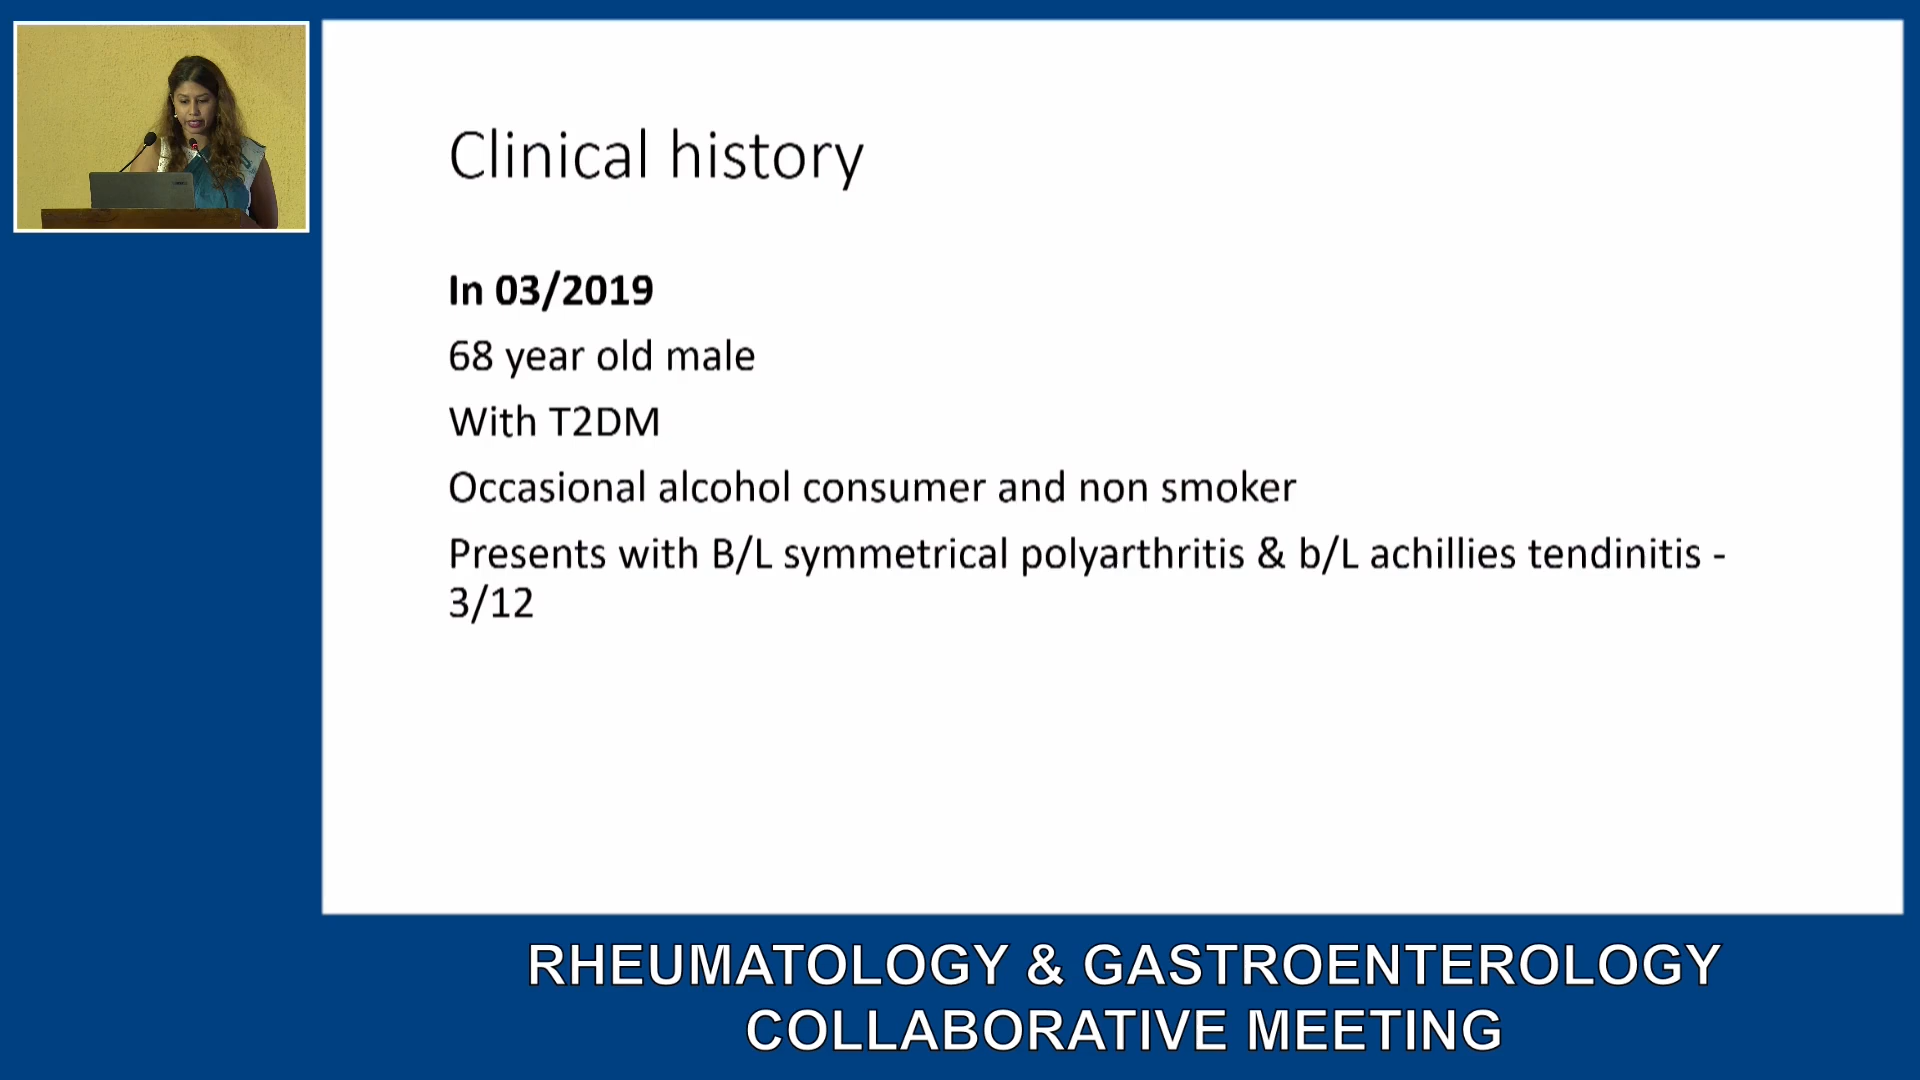 Clinical history
In 03/2019
68 year old male
With T2DM
Occasional alcohol consumer and non smoker
Presents with B/L symmetrical polyarthritis & b/L achillies tendinitis -
3/12
RHEUMATOLOGY & GASTROENTEROLOGY
COLLABORATIVE MEETING